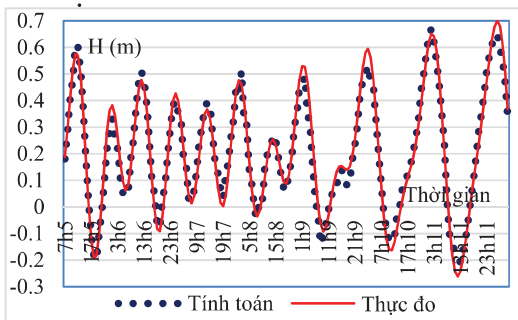 0.7
H (m)
0.6
0.5
0.4
0.3
0.2
0.1
Thời gian
0
-0.1
-0.2
-0.3
7h5
17h5
3h6
13h6
23h6
9h7
19h7
5h8
15h8
1h9
11h9
21h9
7h10
17h10
3h11
13h11
23h11
Tính toán
Thực đo